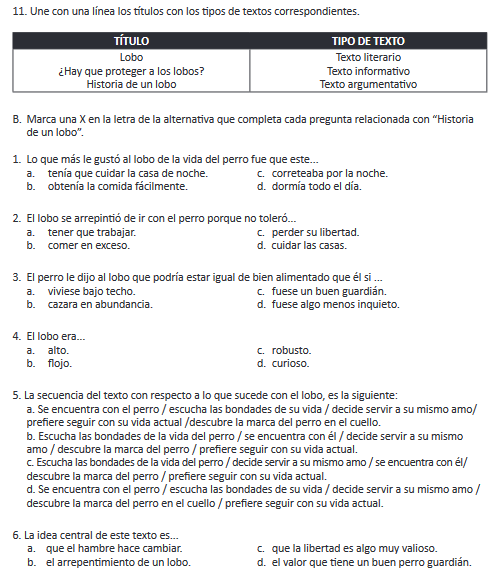 11. Une con una línea los títulos con los tipos de textos correspondientes.
TÍTULO TIPO DE TEXTO
Lobo Texto literario
¿Hay que proteger a los lobos? Texto informativo
Historia de un lobo Texto argumentativo
B. Marca una X en la letra de la alternativa que completa cada pregunta relacionada con “Historia
de un lobo”.
1. Lo que más le gustó al lobo de la vida del perro fue que este...
a. tenía que cuidar la casa de noche. c. correteaba por la noche.
b. obtenía la comida fácilmente. d. dormía todo el día.
2. El lobo se arrepintió de ir con el perro porque no toleró...
a. tener que trabajar. c. perder su libertad.
b. comer en exceso. d. cuidar las casas.
3. El perro le dijo al lobo que podría estar igual de bien alimentado que él si ...
a. viviese bajo techo. c. fuese un buen guardián.
b. cazara en abundancia. d. fuese algo menos inquieto.
4. El lobo era...
a. alto. c. robusto.
b. flojo. d. curioso.
5. La secuencia del texto con respecto a lo que sucede con el lobo, es la siguiente:
a. Se encuentra con el perro / escucha las bondades de su vida / decide servir a su mismo amo/
prefiere seguir con su vida actual /descubre la marca del perro en el cuello.
b. Escucha las bondades de la vida del perro / se encuentra con él / decide servir a su mismo
amo / descubre la marca del perro / prefiere seguir con su vida actual.
c. Escucha las bondades de la vida del perro / decide servir a su mismo amo / se encuentra con él/
descubre la marca del perro / prefiere seguir con su vida actual.
d. Se encuentra con el perro / escucha las bondades de su vida / decide servir a su mismo amo /
descubre la marca del perro en el cuello / prefiere seguir con su vida actual.
6. La idea central de este texto es...
a. que el hambre hace cambiar. c. que la libertad es algo muy valioso.
b. el arrepentimiento de un lobo. d. el valor que tiene un buen perro guardián.